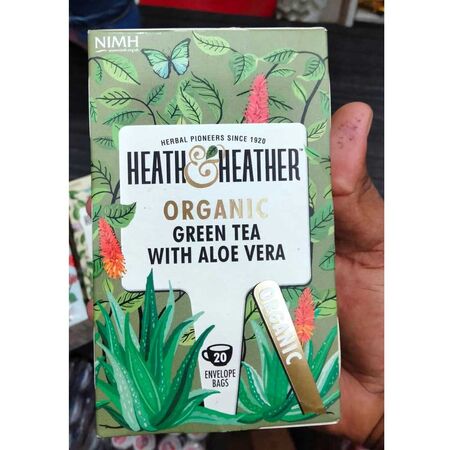 NIMH
HERBAL PIONEERS SINCE 1920
HEATH & HEATHER
ORGANIC
GREEN TEA
WITH ALOE VERA
ORGANIC
20
ENVELOPE
BAGS